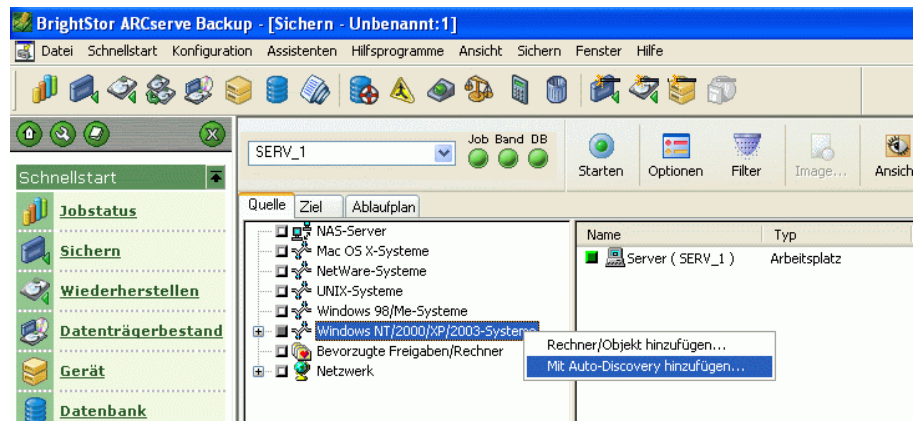 BrightStor ARCserve Backup - [Sichern - Unbenannt:1]
Datei Schnellstart Konfiguration Assistenten Hilfsprogramme Ansicht Sichern Fenster Hilfe
SERV_1
Job Band DB
Starten Optionen Filter Image... Ansich
Schnellstart
Jobstatus
Sichern
Wiederherstellen
Datenträgerbestand
Gerät
Datenbank
Quelle Ziel Ablaufplan
NAS-Server
Mac OS X-Systeme
NetWare-Systeme
UNIX-Systeme
Windows 98/Me-Systeme
Windows NT/2000/XP/2003-Systeme
Bevorzugte Freigaben/Rechner
Netzwerk
Name Typ
Server ( SERV_1 ) Arbeitsplatz
Rechner/Objekt hinzufügen...
Mit Auto-Discovery hinzufügen...